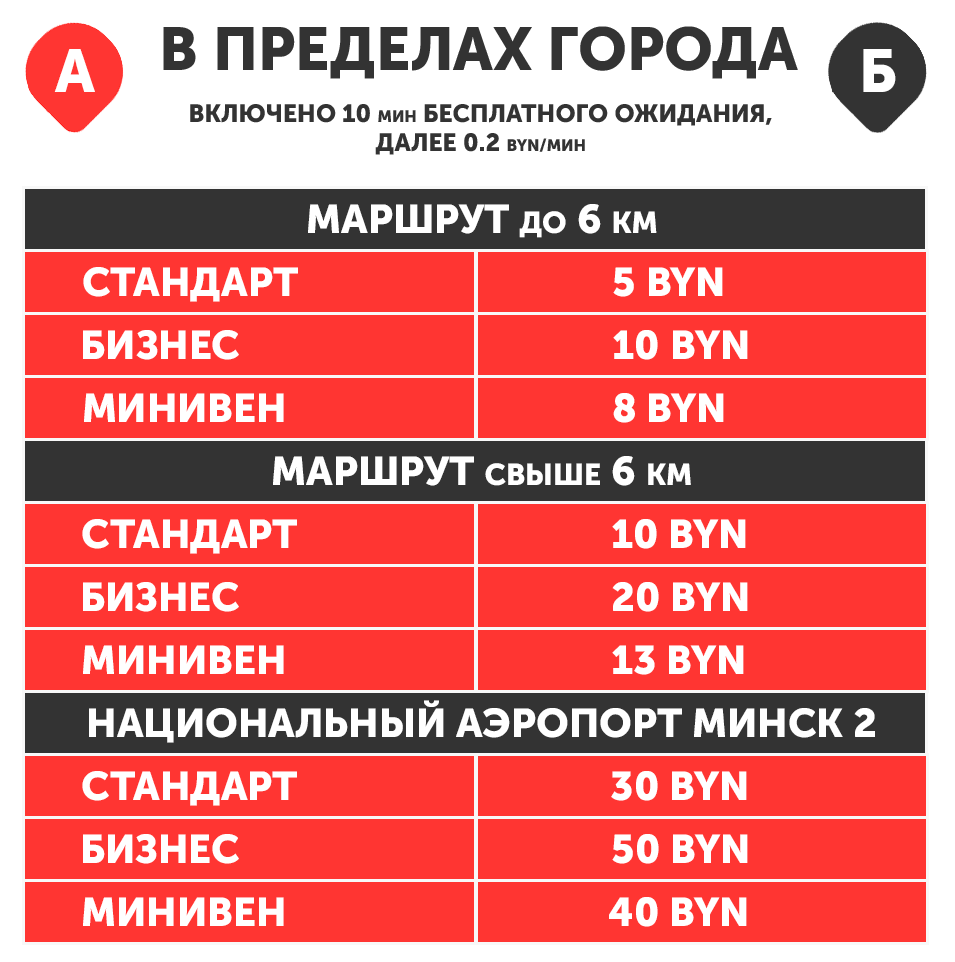 А
В ПРЕДЕЛАХ ГОРОДА
Б
ВКЛЮЧЕНО 10 МИН БЕСПЛАТНОГО ОЖИДАНИЯ,
ДАЛЕЕ 0.2 BYN/МИН
МАРШРУТ ДО 6 КМ
СТАНДАРТ 5 BYN
БИЗНЕС 10 BYN
МИНИВЕН 8 BYN
МАРШРУТ СВЫШЕ 6 КМ
СТАНДАРТ 10 BYN
БИЗНЕС 20 BYN
МИНИВЕН 13 BYN
НАЦИОНАЛЬНЫЙ АЭРОПОРТ МИНСК 2
СТАНДАРТ 30 BYN
БИЗНЕС 50 BYN
МИНИВЕН 40 BYN